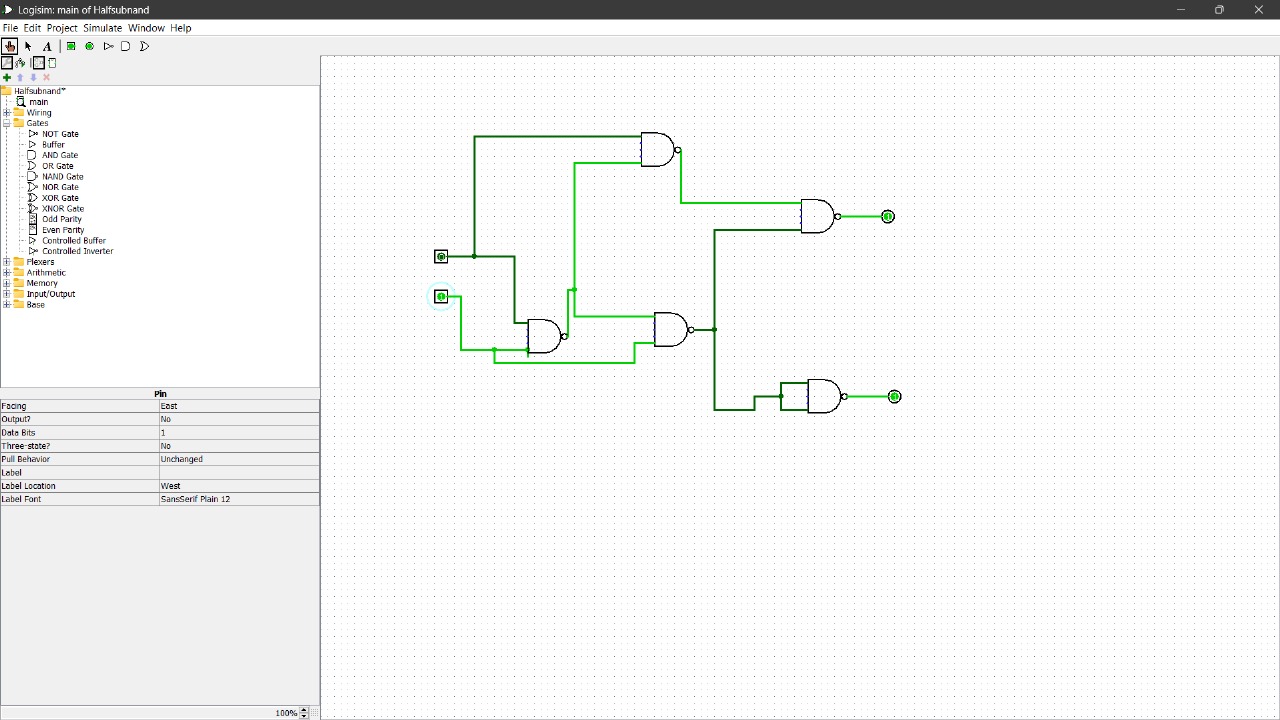 Logisim: main of Halfsubnand
File Edit Project Simulate Window Help
A
Halfsubnand*
main
Wiring
Gates
NOT Gate
Buffer
AND Gate
OR Gate
NAND Gate
NOR Gate
XOR Gate
XNOR Gate
Odd Parity
Even Parity
Controlled Buffer
Controlled Inverter
Plexers
Arithmetic
Memory
Input/Output
Base
Pin
Facing East
Output? No
Data Bits 1
Three-state? No
Pull Behavior Unchanged
Label
Label Location West
Label Font SansSerif Plain 12
100%